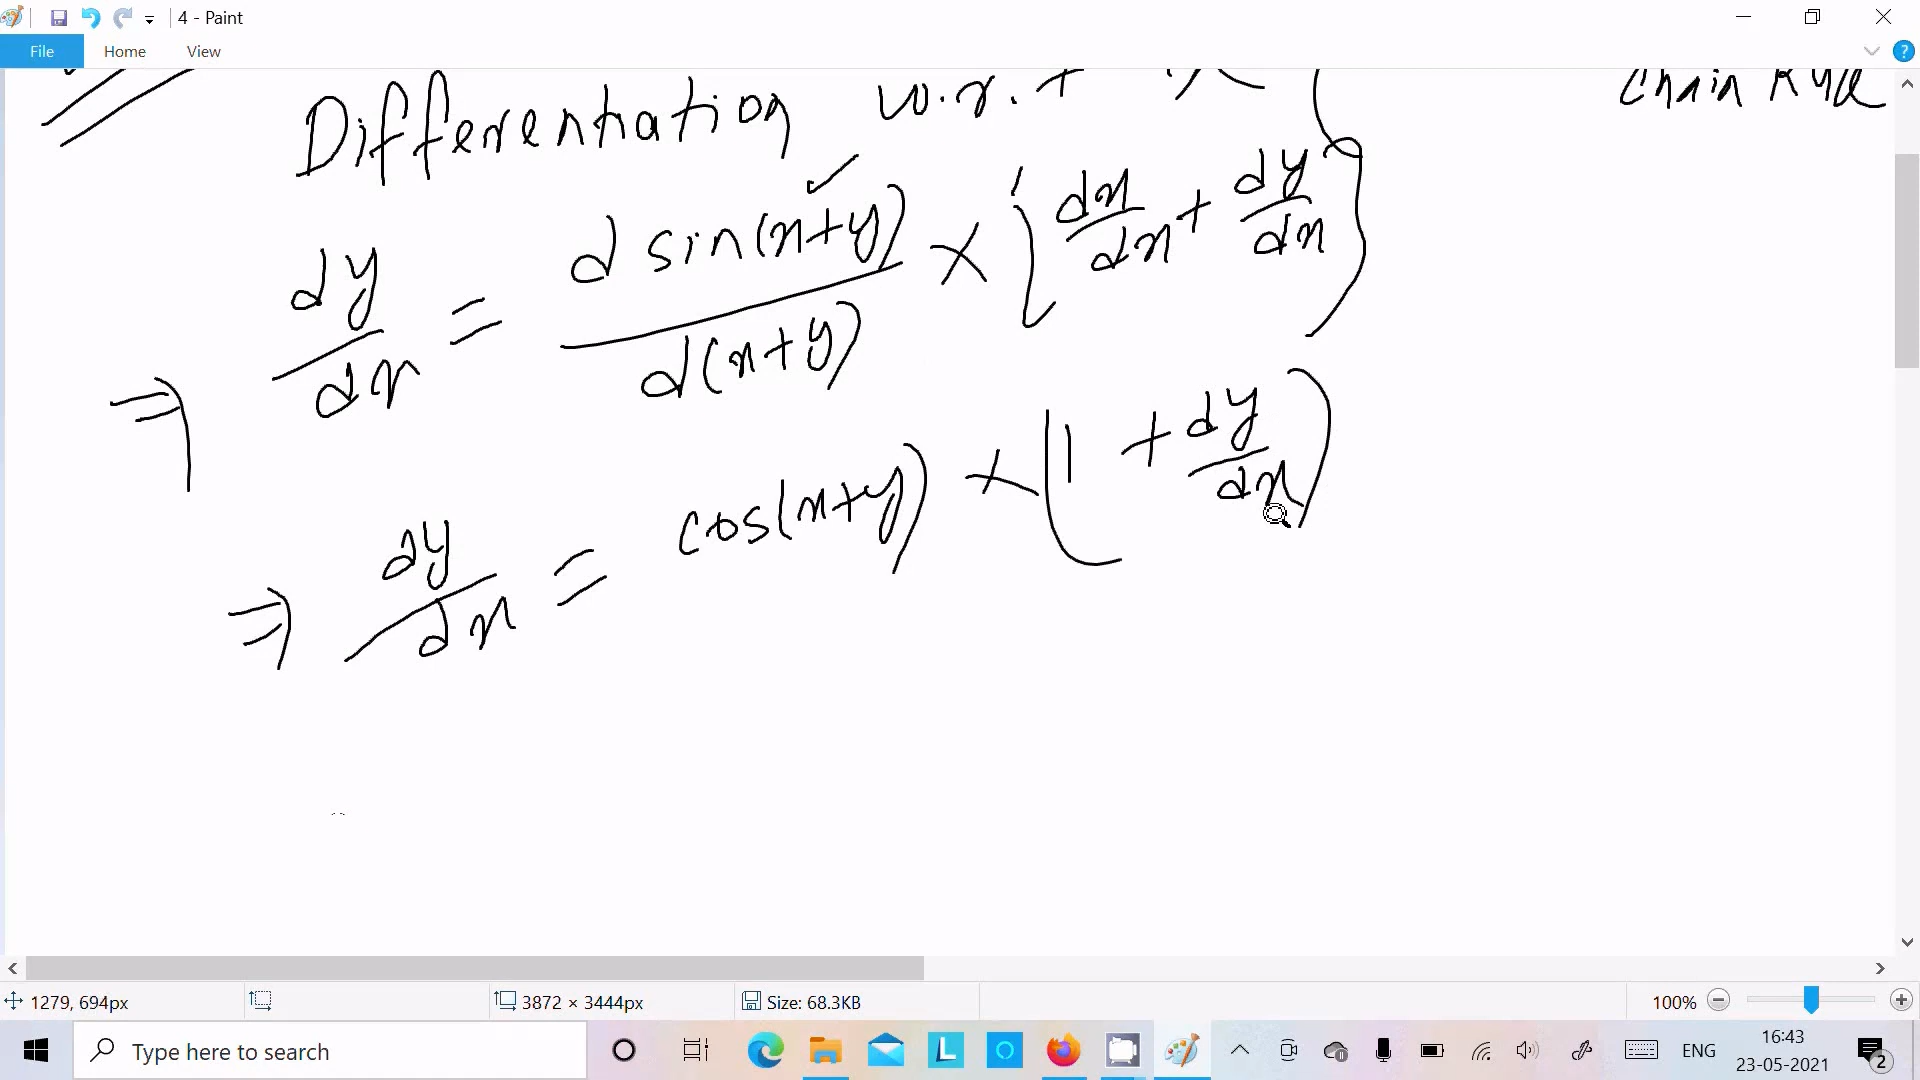 4 - Paint
File Home View
Differentiation w.r.t x
Chain Rule
⇒ dy/dx = d sin(x+y)/d(x+y) × {dx/dx + dy/dx}
⇒ dy/dx = cos(x+y) × (1 + dy/dx)
1279, 694px 3872 × 3444px Size: 68.3KB 100%
Type here to search
L
ENG
16:43
23-05-2021
2